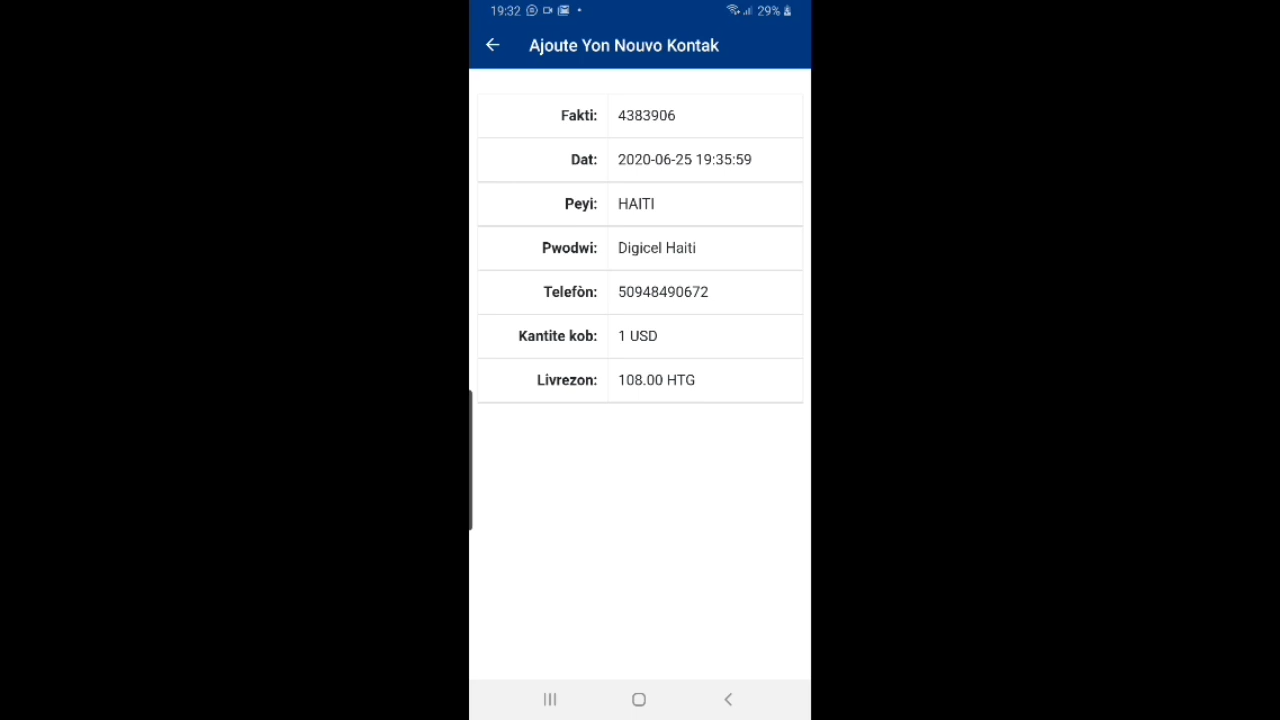 19:32 29%
Ajoute Yon Nouvo Kontak
Fakti: 4383906
Dat: 2020-06-25 19:35:59
Peyi: HAITI
Pwodwi: Digicel Haiti
Telefòn: 50948490672
Kantite kob: 1 USD
Livrezon: 108.00 HTG